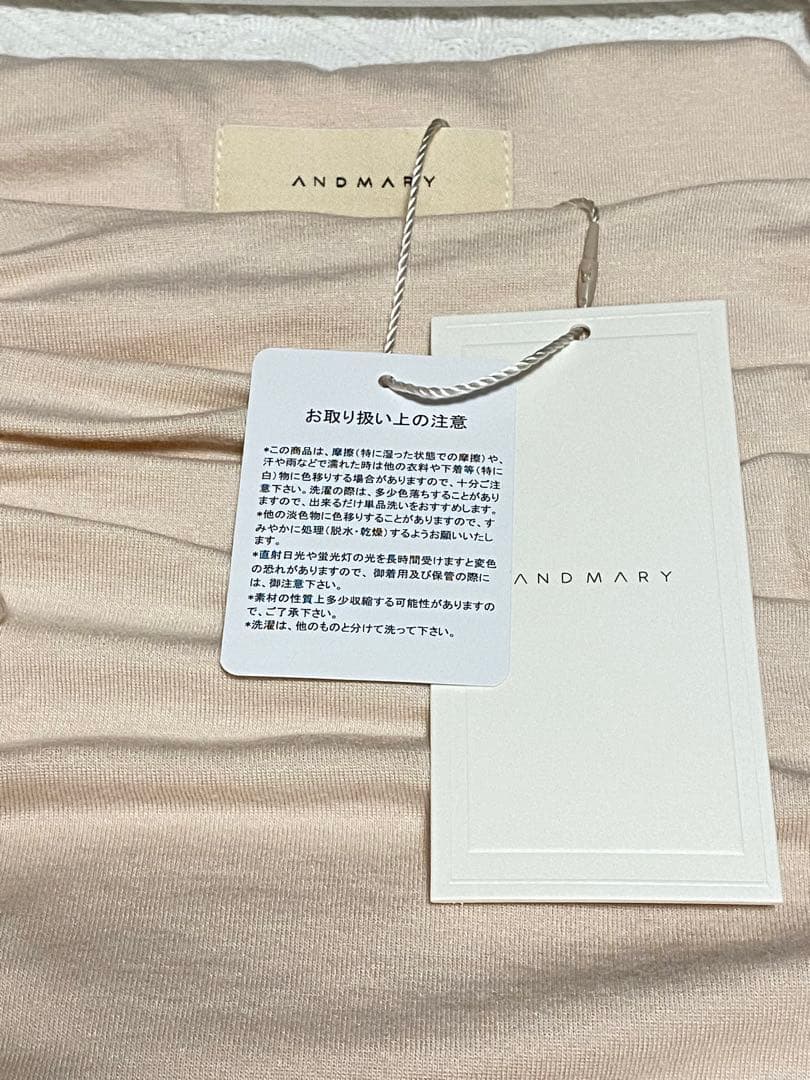 ANDMARY
お取り扱い上の注意
*この商品は、摩擦(特に湿った状態での摩擦)や、
汗や雨などで濡れた時は他の衣料や下着等(特に
白)物に色移りする場合がありますので、十分ご注
意下さい。洗濯の際は、多少色落ちすることがあり
ますので、出来るだけ単品洗いをおすすめします。
*他の淡色物に色移りすることがありますので、す
みやかに処理(脱水・乾燥)するようお願いいたし
ます。
*直射日光や蛍光灯の光を長時間受けますと変色
の恐れがありますので、御着用及び保管の際に
は、御注意下さい。
*素材の性質上多少収縮する可能性がありますの
で、ご了承下さい。
*洗濯は、他のものと分けて洗って下さい。
ANDMARY